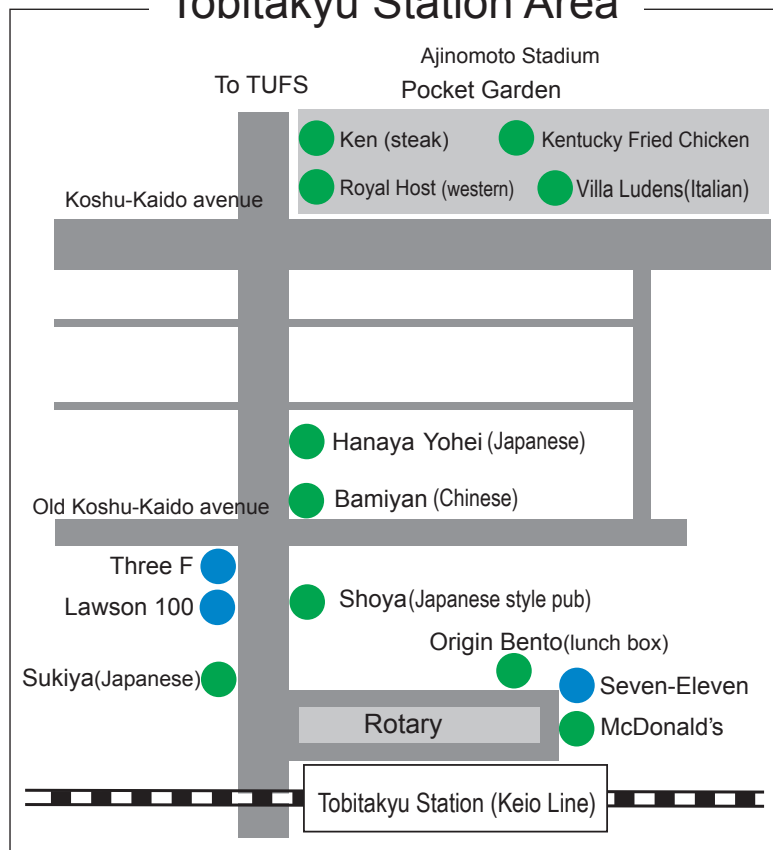 Tobitakyu Station Area
Ajinomoto Stadium
To TUFS
Pocket Garden
Ken (steak)
Kentucky Fried Chicken
Royal Host (western)
Villa Ludens(Italian)
Koshu-Kaido avenue
Hanaya Yohei (Japanese)
Bamiyan (Chinese)
Old Koshu-Kaido avenue
Three F
Lawson 100
Shoya(Japanese style pub)
Origin Bento(lunch box)
Sukiya(Japanese)
Seven-Eleven
Rotary
McDonald's
Tobitakyu Station (Keio Line)